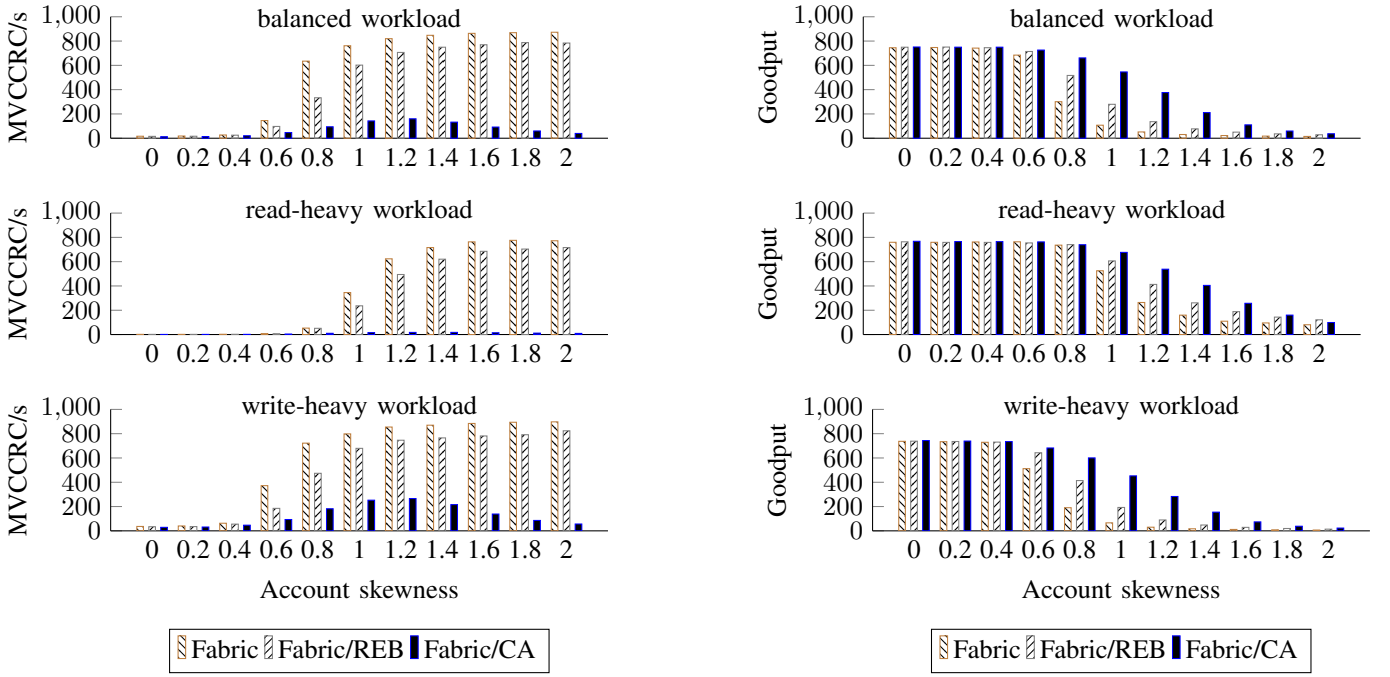 balanced workload
MVCCRC/s
1,000
800
600
400
200
0
0 0.2 0.4 0.6 0.8 1 1.2 1.4 1.6 1.8 2
read-heavy workload
MVCCRC/s
1,000
800
600
400
200
0
0 0.2 0.4 0.6 0.8 1 1.2 1.4 1.6 1.8 2
write-heavy workload
MVCCRC/s
1,000
800
600
400
200
0
0 0.2 0.4 0.6 0.8 1 1.2 1.4 1.6 1.8 2
Account skewness
Fabric Fabric/REB Fabric/CA
balanced workload
Goodput
1,000
800
600
400
200
0
0 0.2 0.4 0.6 0.8 1 1.2 1.4 1.6 1.8 2
read-heavy workload
Goodput
1,000
800
600
400
200
0
0 0.2 0.4 0.6 0.8 1 1.2 1.4 1.6 1.8 2
write-heavy workload
Goodput
1,000
800
600
400
200
0
0 0.2 0.4 0.6 0.8 1 1.2 1.4 1.6 1.8 2
Account skewness
Fabric Fabric/REB Fabric/CA